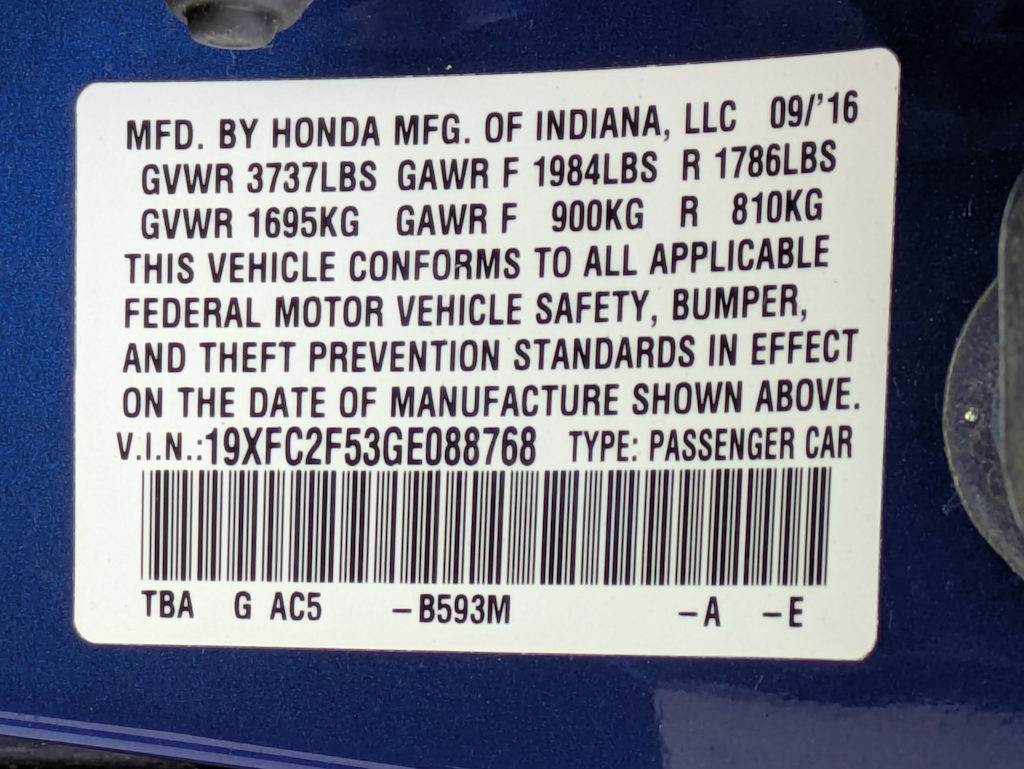 MFD. BY HONDA MFG. OF INDIANA, LLC 09/'16
GVWR 3737LBS GAWR F 1984LBS R 1786LBS
GVWR 1695KG GAWR F 900KG R 810KG
THIS VEHICLE CONFORMS TO ALL APPLICABLE
FEDERAL MOTOR VEHICLE SAFETY, BUMPER,
AND THEFT PREVENTION STANDARDS IN EFFECT
ON THE DATE OF MANUFACTURE SHOWN ABOVE.
V.I.N.:19XFC2F53GE088768 TYPE: PASSENGER CAR
TBA G AC5 -B593M -A -E